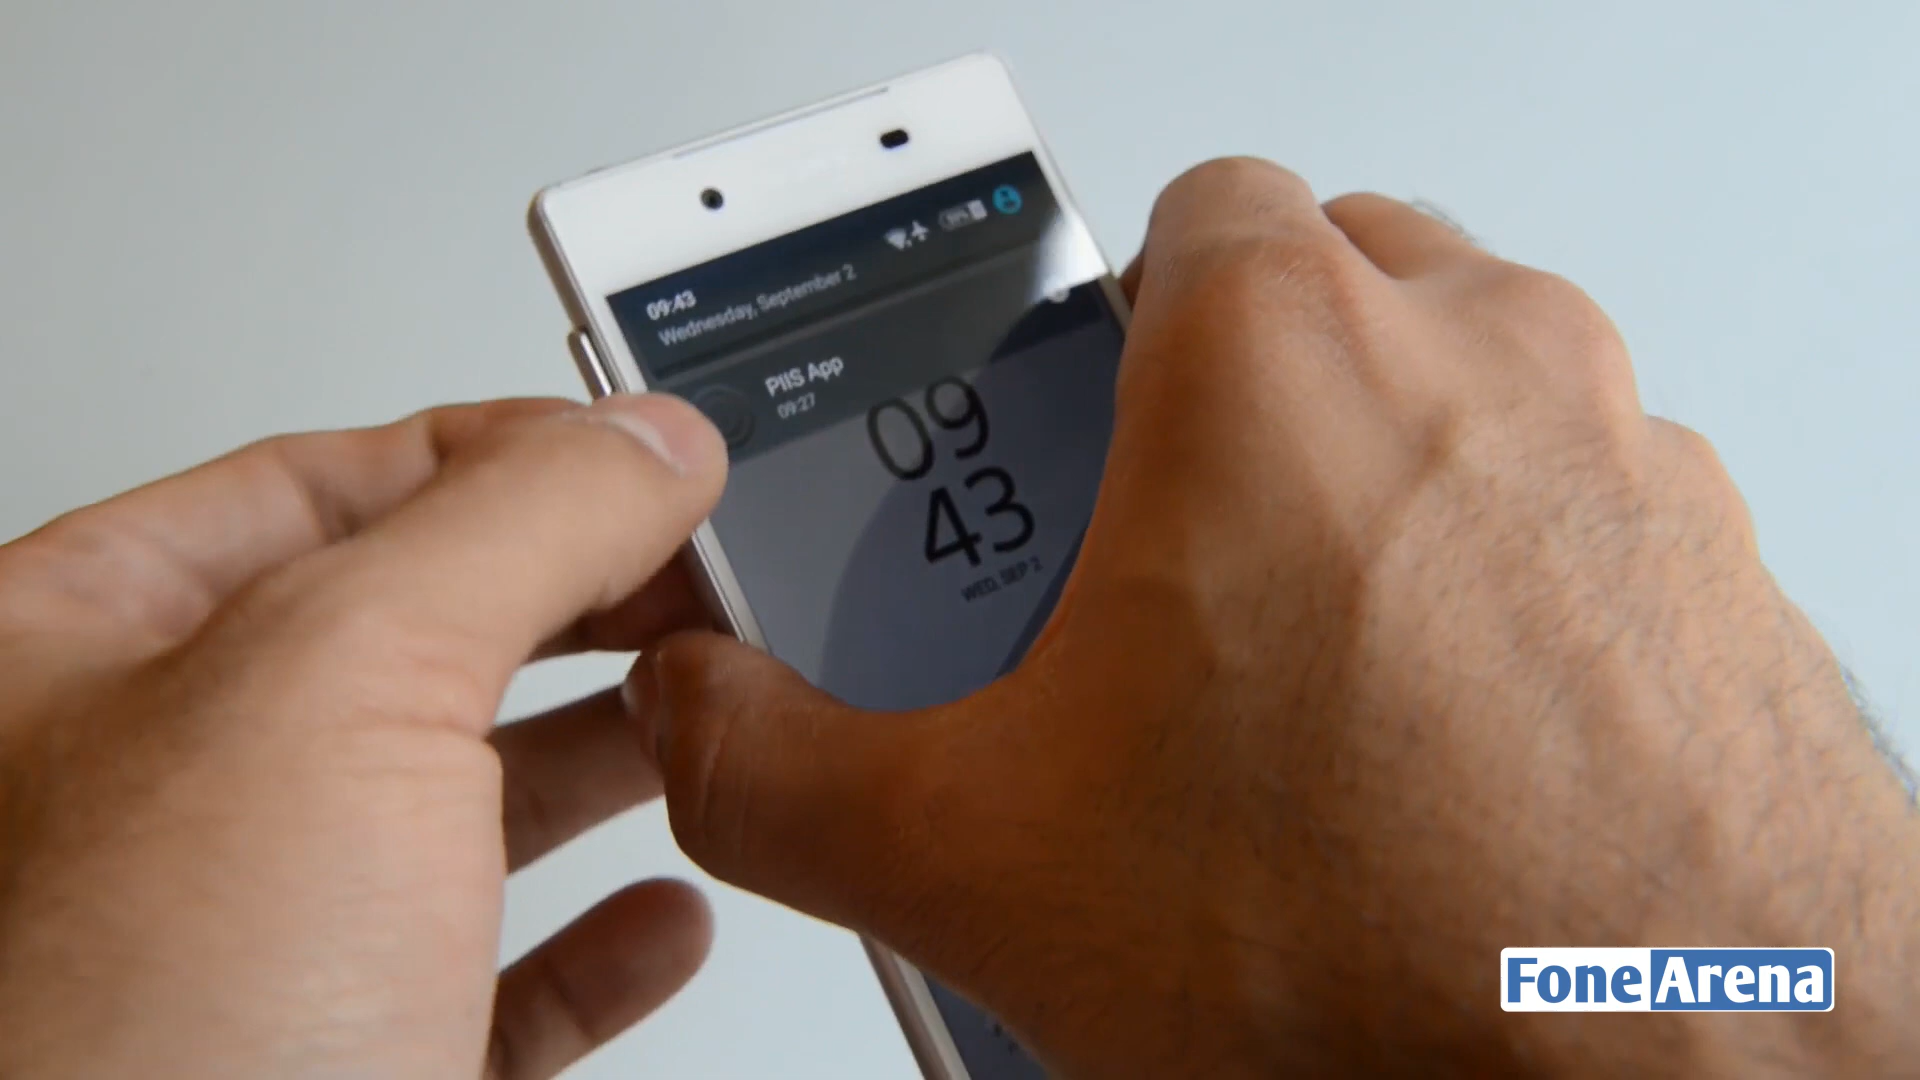 09:43
Wednesday, September 2
PIIS App
09:27
09
43
WED, SEP 2
FoneArena